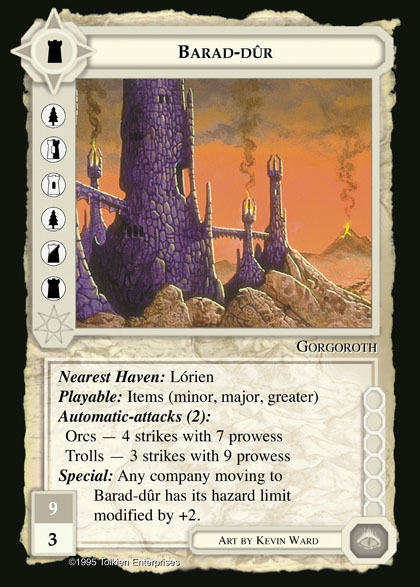 Barad-dûr
Gorgoroth
Nearest Haven: Lórien
Playable: Items (minor, major, greater)
Automatic-attacks (2):
Orcs — 4 strikes with 7 prowess
Trolls — 3 strikes with 9 prowess
Special: Any company moving to
Barad-dûr has its hazard limit
modified by +2.
9
3
Art by Kevin Ward
©1995 Tolkien Enterprises